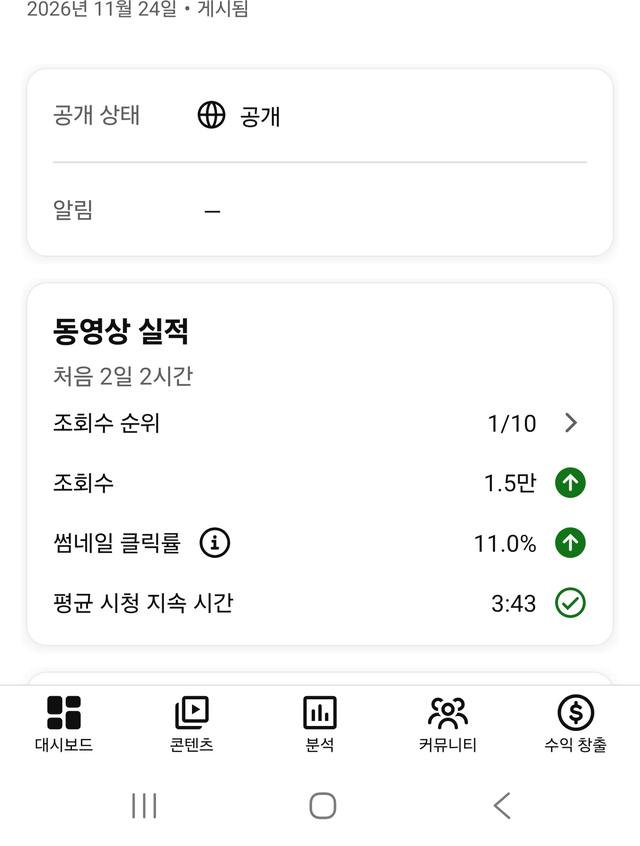 2026년 11월 24일 • 게시됨
공개 상태 공개
알림 –
동영상 실적
처음 2일 2시간
조회수 순위 1/10
조회수 1.5만
썸네일 클릭률 11.0%
평균 시청 지속 시간 3:43
대시보드 콘텐츠 분석 커뮤니티 수익 창출